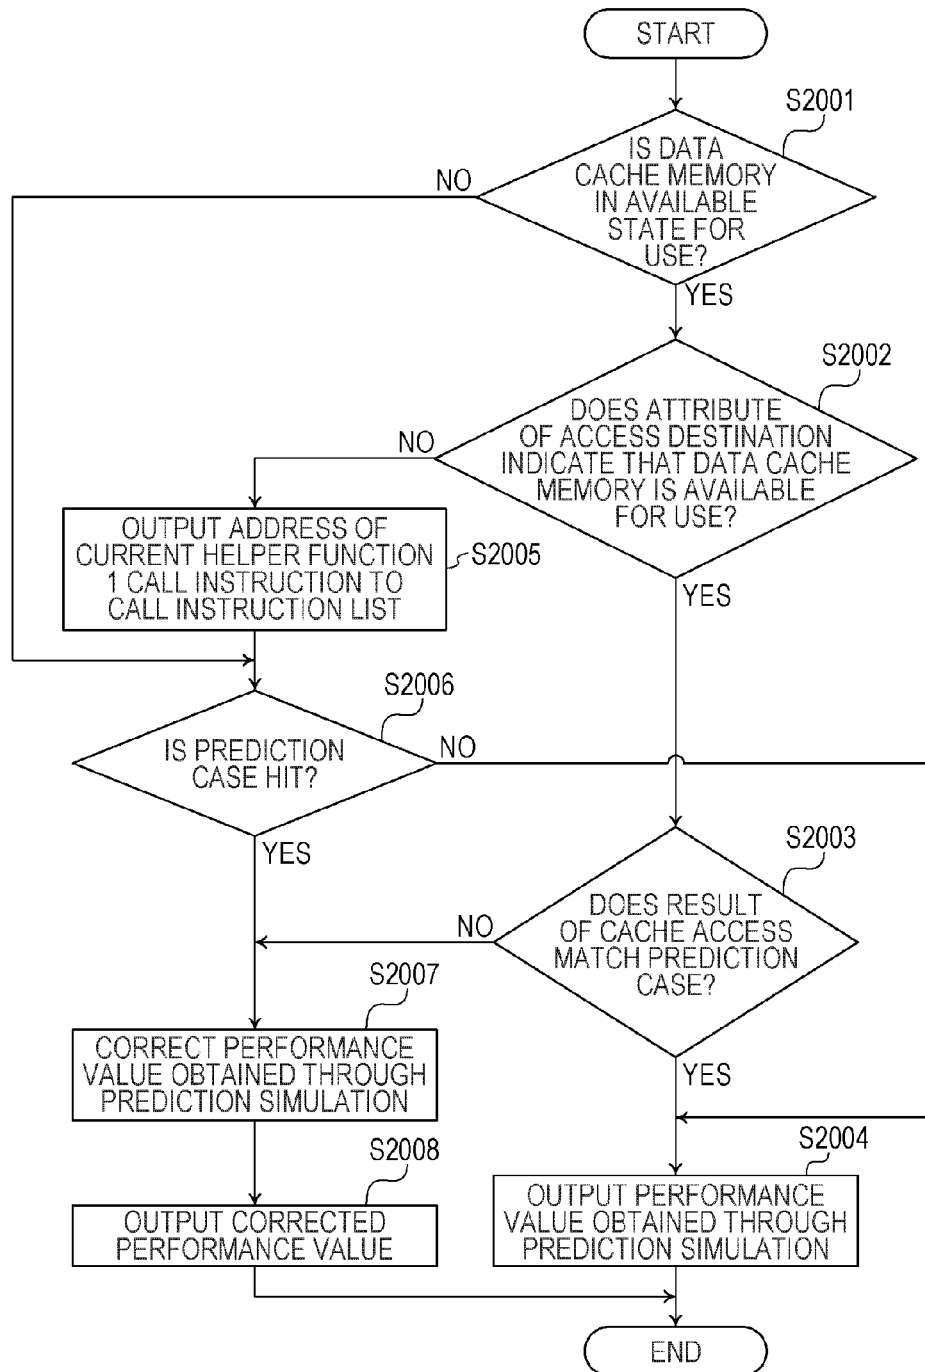 START
S2001
IS DATA
CACHE MEMORY
IN AVAILABLE
STATE FOR
USE?
NO
YES
S2002
DOES ATTRIBUTE
OF ACCESS DESTINATION
INDICATE THAT DATA CACHE
MEMORY IS AVAILABLE
FOR USE?
NO
YES
OUTPUT ADDRESS OF
CURRENT HELPER FUNCTION
1 CALL INSTRUCTION TO
CALL INSTRUCTION LIST
S2005
S2006
IS PREDICTION
CASE HIT?
NO
YES
S2003
DOES RESULT
OF CACHE ACCESS
MATCH PREDICTION
CASE?
NO
YES
S2007
CORRECT PERFORMANCE
VALUE OBTAINED THROUGH
PREDICTION SIMULATION
S2008
OUTPUT CORRECTED
PERFORMANCE VALUE
S2004
OUTPUT PERFORMANCE
VALUE OBTAINED THROUGH
PREDICTION SIMULATION
END